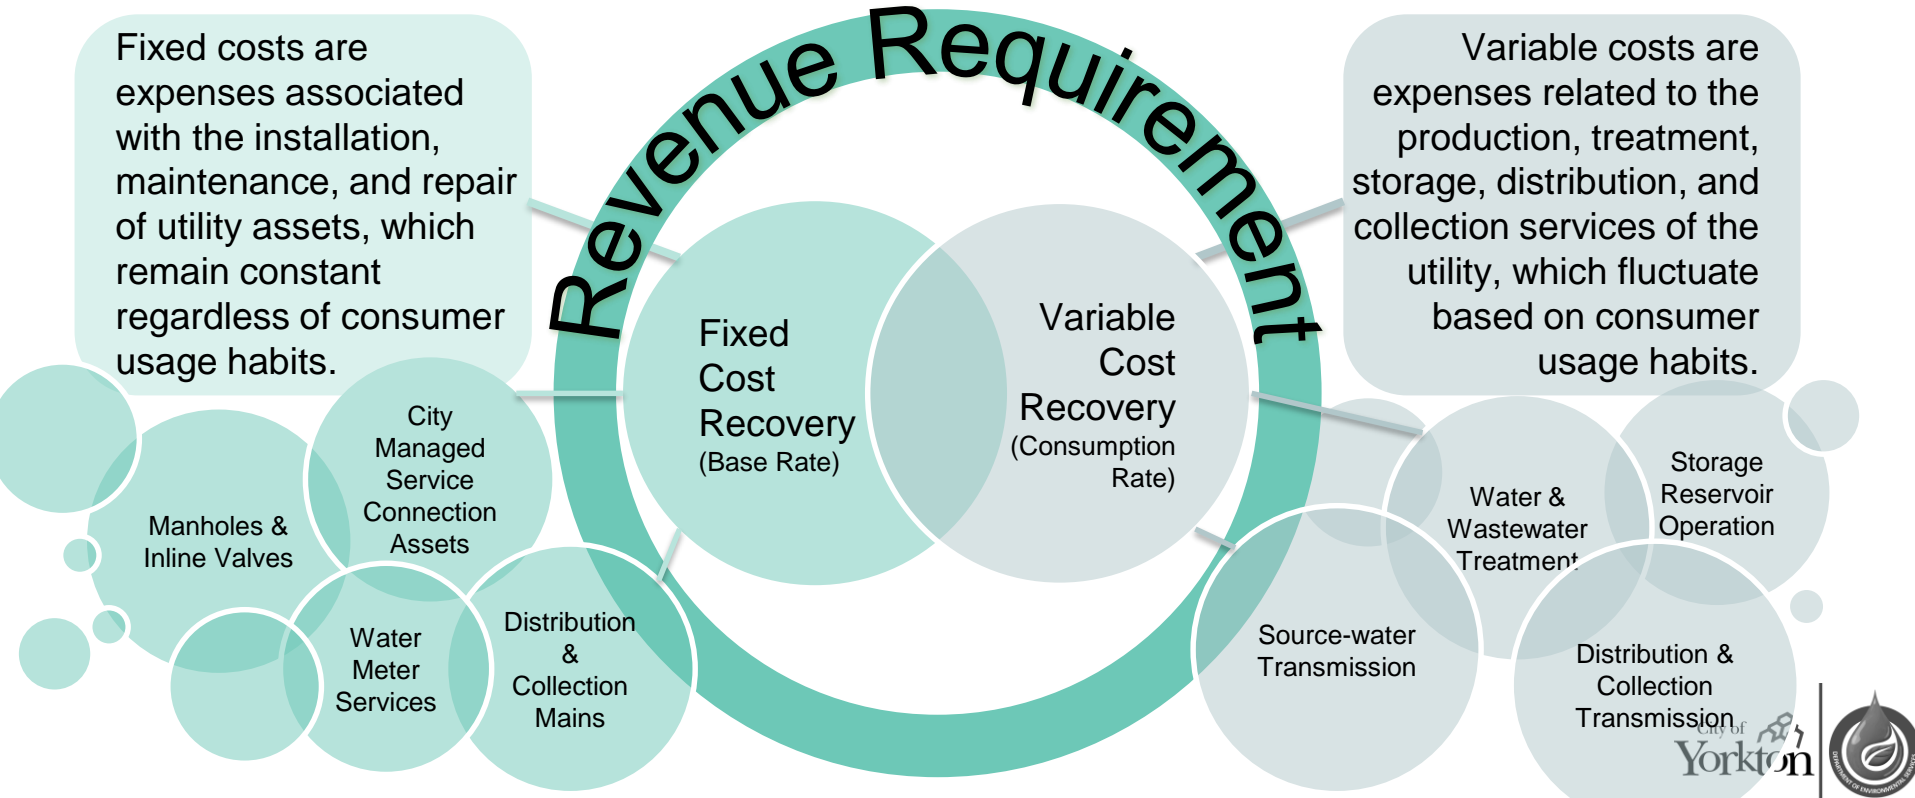 Revenue Requirement
Fixed costs are
expenses associated
with the installation,
maintenance, and repair
of utility assets, which
remain constant
regardless of consumer
usage habits.
Variable costs are
expenses related to the
production, treatment,
storage, distribution, and
collection services of the
utility, which fluctuate
based on consumer
usage habits.
Fixed
Cost
Recovery
(Base Rate)
Variable
Cost
Recovery
(Consumption
Rate)
City
Managed
Service
Connection
Assets
Manholes &
Inline Valves
Water
Meter
Services
Distribution
&
Collection
Mains
Storage
Reservoir
Operation
Water &
Wastewater
Treatment
Source-water
Transmission
Distribution &
Collection
Transmission
City of
Yorkton
DEPARTMENT OF ENVIRONMENTAL SERVICES